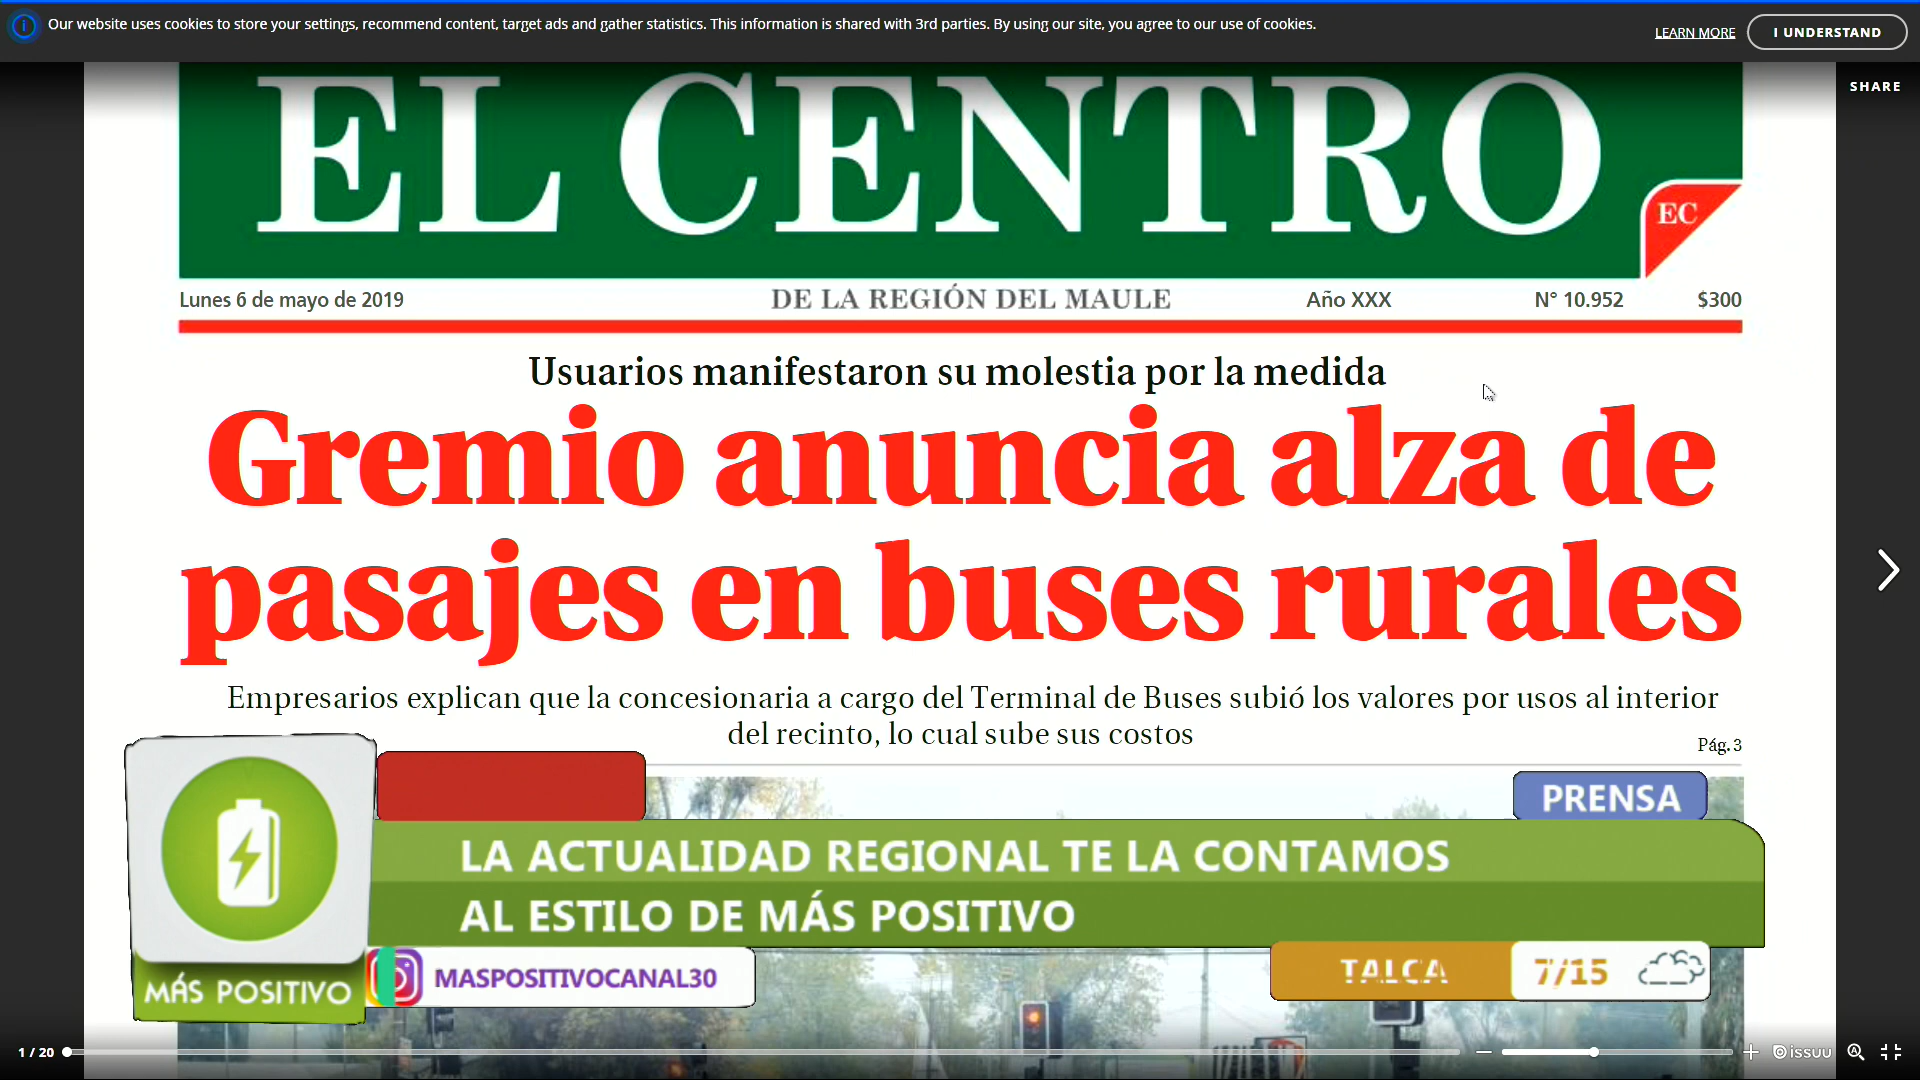 Our website uses cookies to store your settings, recommend content, target ads and gather statistics. This information is shared with 3rd parties. By using our site, you agree to our use of cookies.
LEARN MORE
I UNDERSTAND
SHARE
EL CENTRO
EC
Lunes 6 de mayo de 2019
DE LA REGIÓN DEL MAULE
Año XXX
N° 10.952
$300
Usuarios manifestaron su molestia por la medida
Gremio anuncia alza de
pasajes en buses rurales
Empresarios explican que la concesionaria a cargo del Terminal de Buses subió los valores por usos al interior
del recinto, lo cual sube sus costos
Pág. 3
PRENSA
LA ACTUALIDAD REGIONAL TE LA CONTAMOS
AL ESTILO DE MÁS POSITIVO
MÁS POSITIVO
MASPOSITIVOCANAL30
TALCA
7/15
1 / 20
issuu